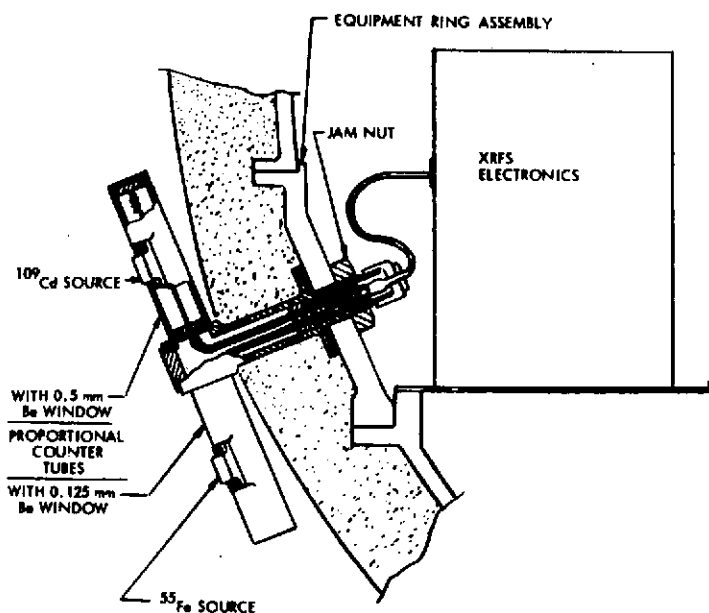 EQUIPMENT RING ASSEMBLY
JAM NUT
XRFS
ELECTRONICS
109Cd SOURCE
WITH 0.5 mm
Be WINDOW
PROPORTIONAL
COUNTER
TUBES
WITH 0.125 mm
Be WINDOW
55Fe SOURCE